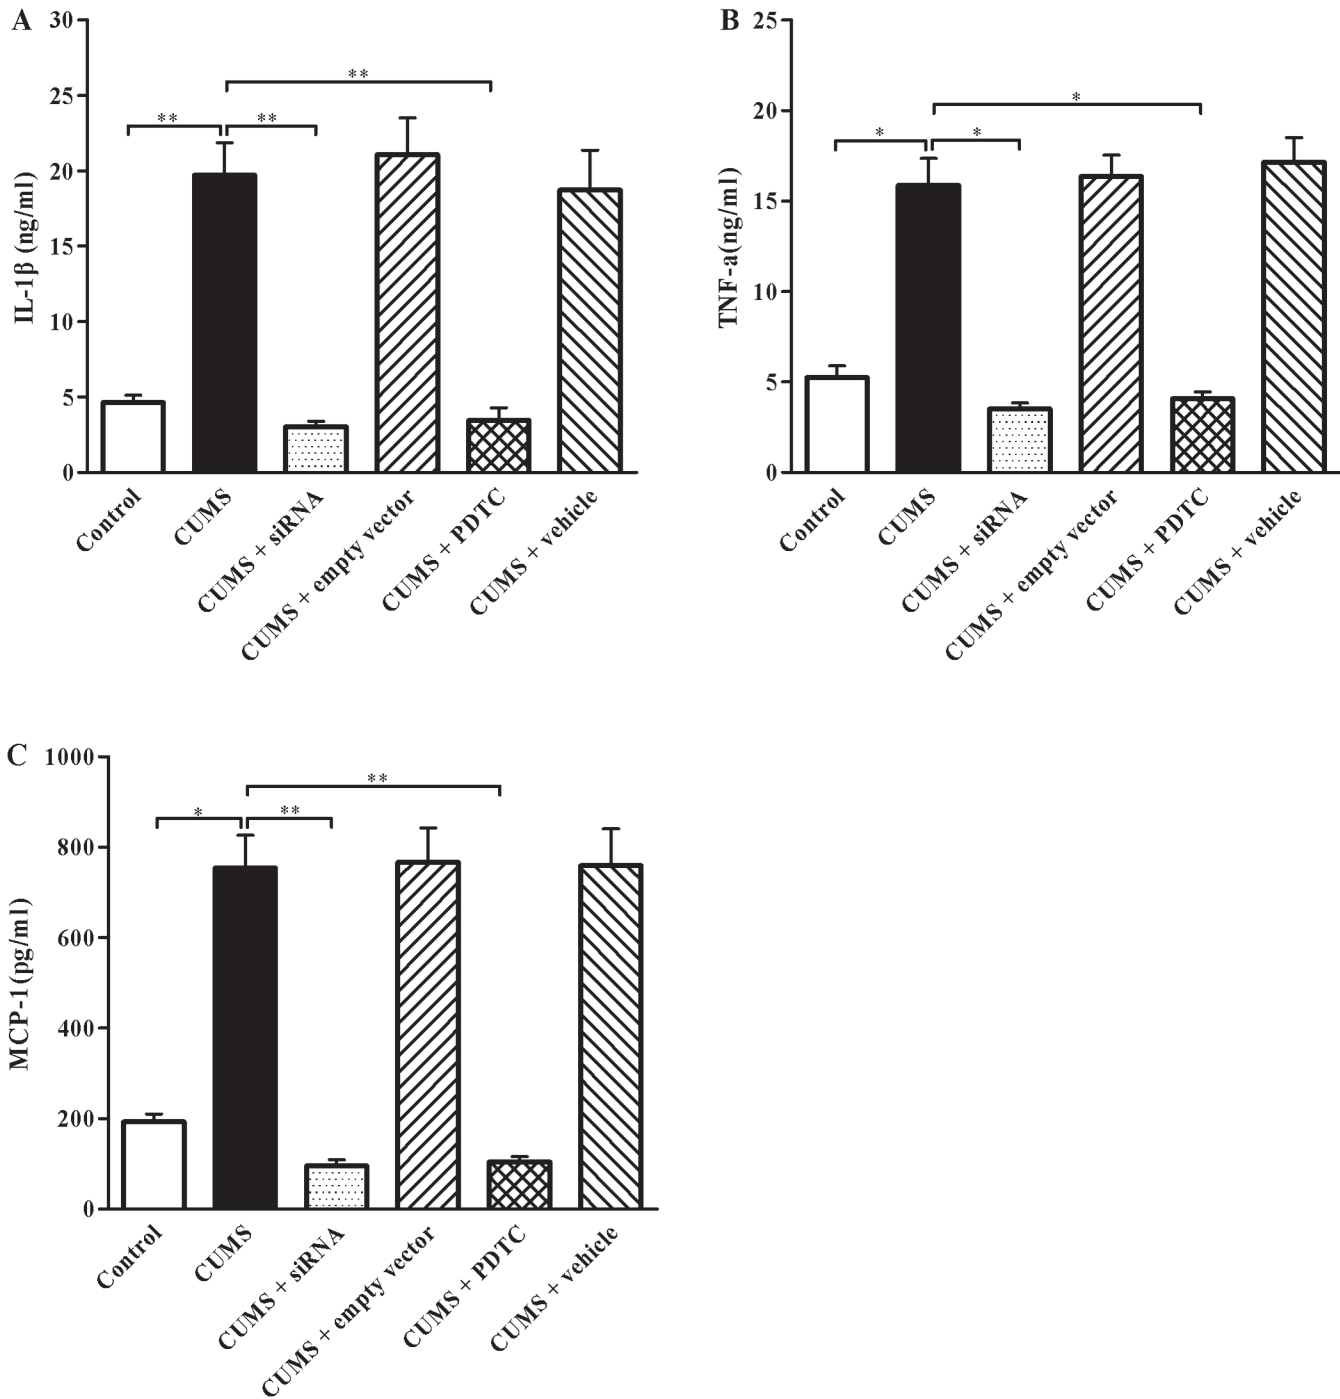 A
30
25
20
15
10
5
0
IL-1β (ng/ml)
**
**
**
Control
CUMS
CUMS + siRNA
CUMS + empty vector
CUMS + PDTC
CUMS + vehicle
B
25
20
15
10
5
0
TNF-a(ng/ml)
*
*
*
Control
CUMS
CUMS + siRNA
CUMS + empty vector
CUMS + PDTC
CUMS + vehicle
C
1000
800
600
400
200
0
MCP-1(pg/ml)
**
*
**
Control
CUMS
CUMS + siRNA
CUMS + empty vector
CUMS + PDTC
CUMS + vehicle